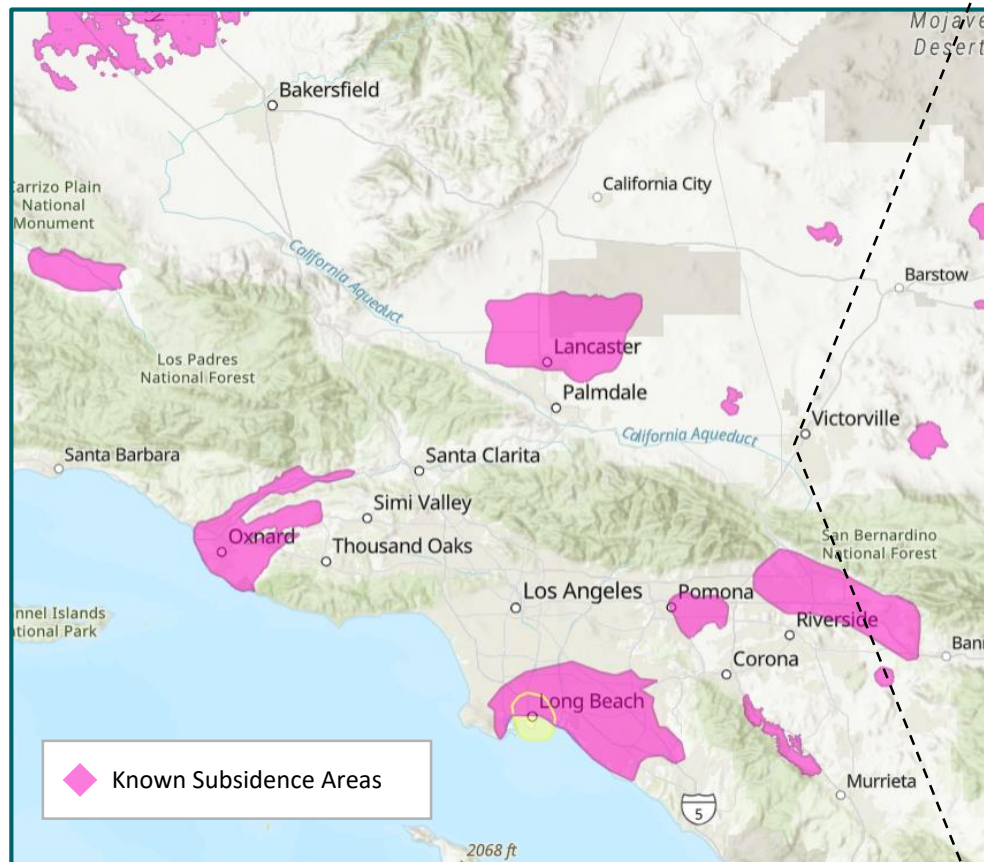 Mojave
Desert
Bakersfield
California City
Carrizo Plain
National
Monument
California Aqueduct
Barstow
Lancaster
Los Padres
National Forest
Palmdale
Victorville
California Aqueduct
Santa Barbara
Santa Clarita
Simi Valley
San Bernardino
National Forest
Oxnard
Thousand Oaks
Los Angeles
Pomona
nnel Islands
ational Park
Riverside
Bann
Corona
Long Beach
Known Subsidence Areas
Murrieta
5
2068 ft